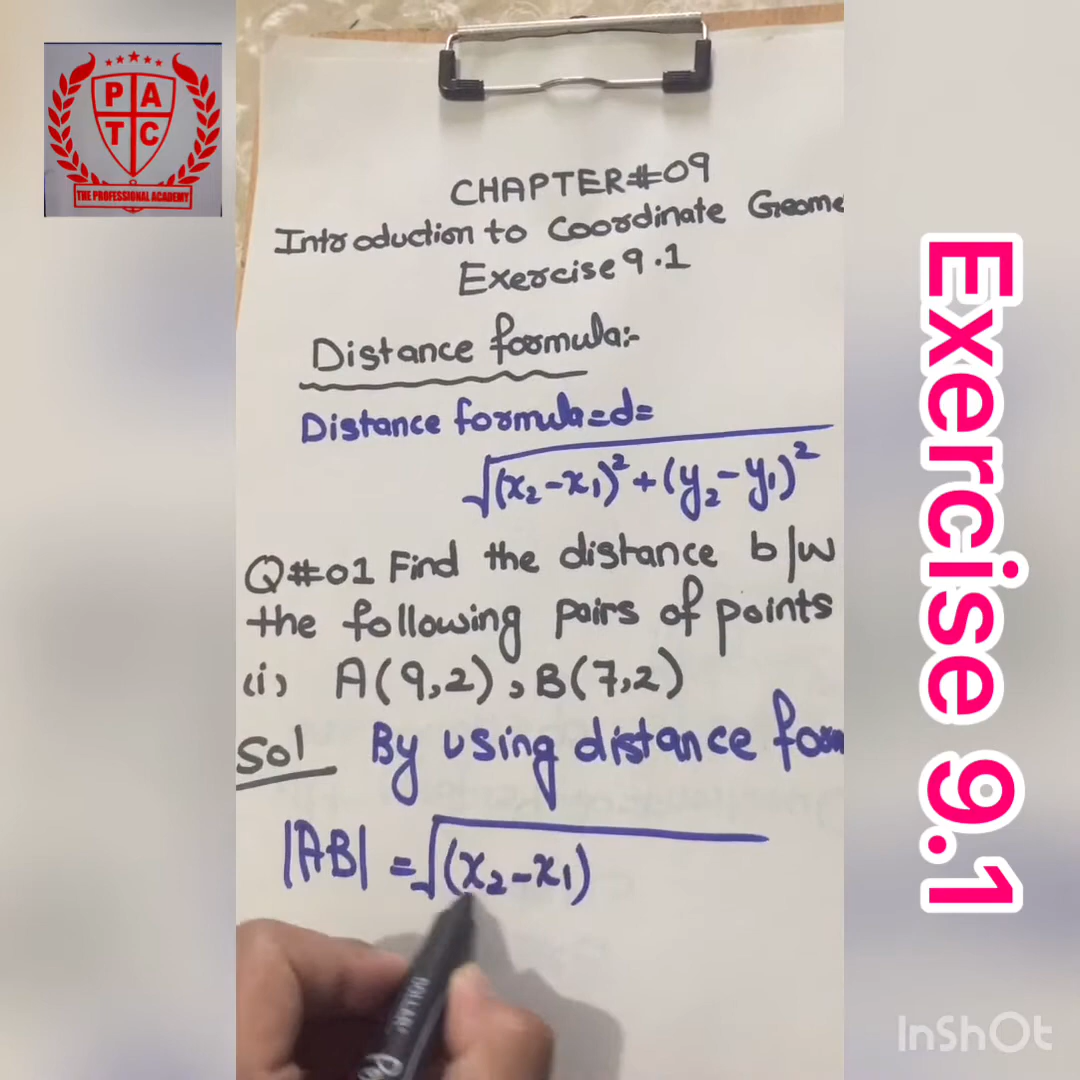 P A
T C
THE PROFESSIONAL ACADEMY
CHAPTER#09
Introduction to Coordinate Geome
Exercise 9.1
Distance formula:-
Distance formula=d=
√(x₂-x₁)²+(y₂-y₁)²
Q#01 Find the distance b/w
the following pairs of points
(i) A(9,2), B(7,2)
Sol By using distance form
|AB| = √(x₂-x₁)
DOLLAR
Exercise 9.1
InShOt